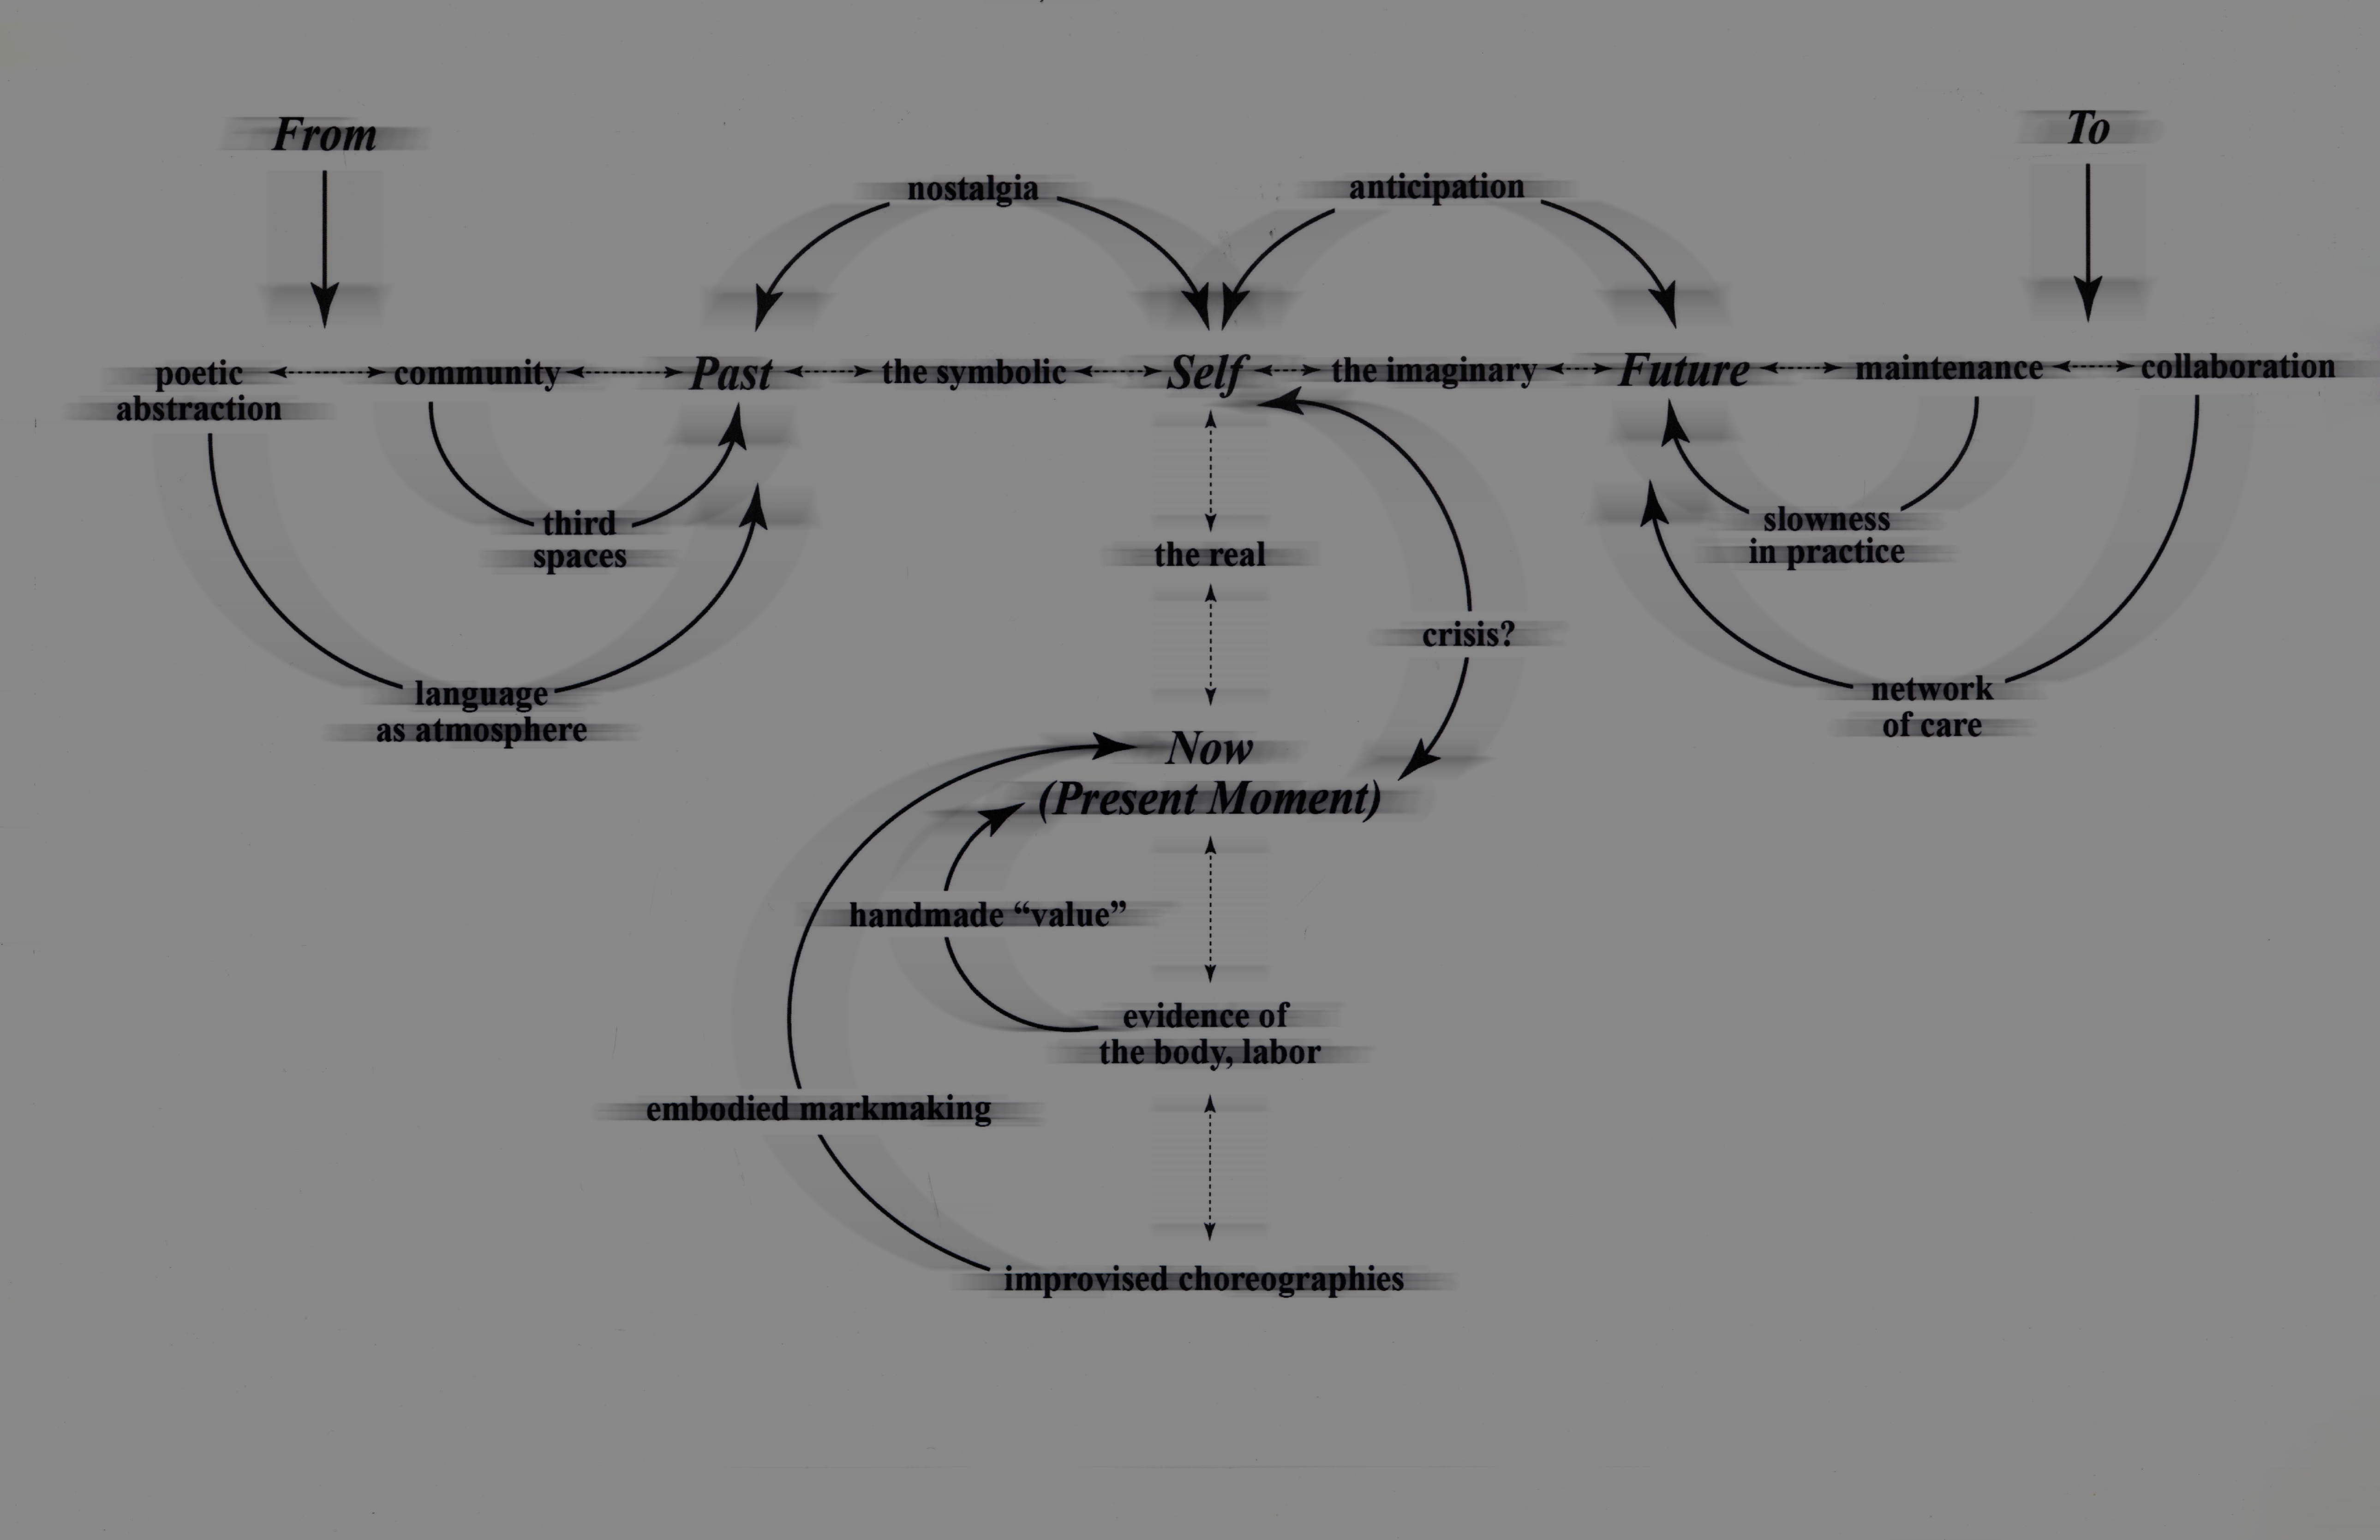 From
To
nostalgia
anticipation
poetic
abstraction
community
Past
the symbolic
Self
the imaginary
Future
maintenance
collaboration
third
spaces
slowness
in practice
the real
crisis?
language
as atmosphere
network
of care
Now
(Present Moment)
handmade “value”
evidence of
the body, labor
embodied markmaking
improvised choreographies